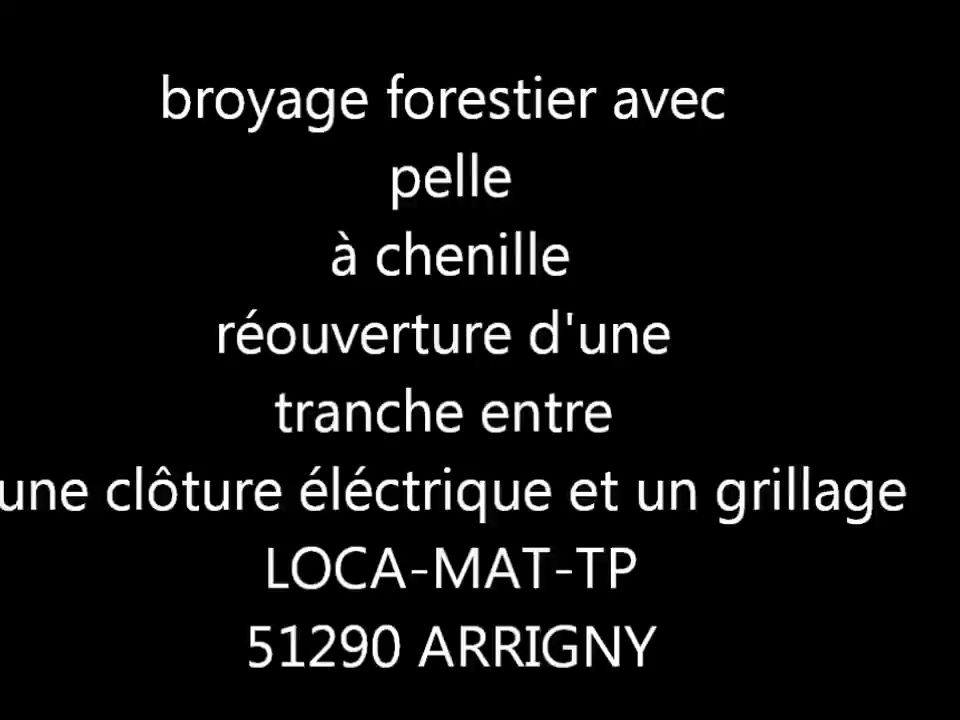 broyage forestier avec
pelle
à chenille
réouverture d'une
tranche entre
une clôture éléctrique et un grillage
LOCA-MAT-TP
51290 ARRIGNY